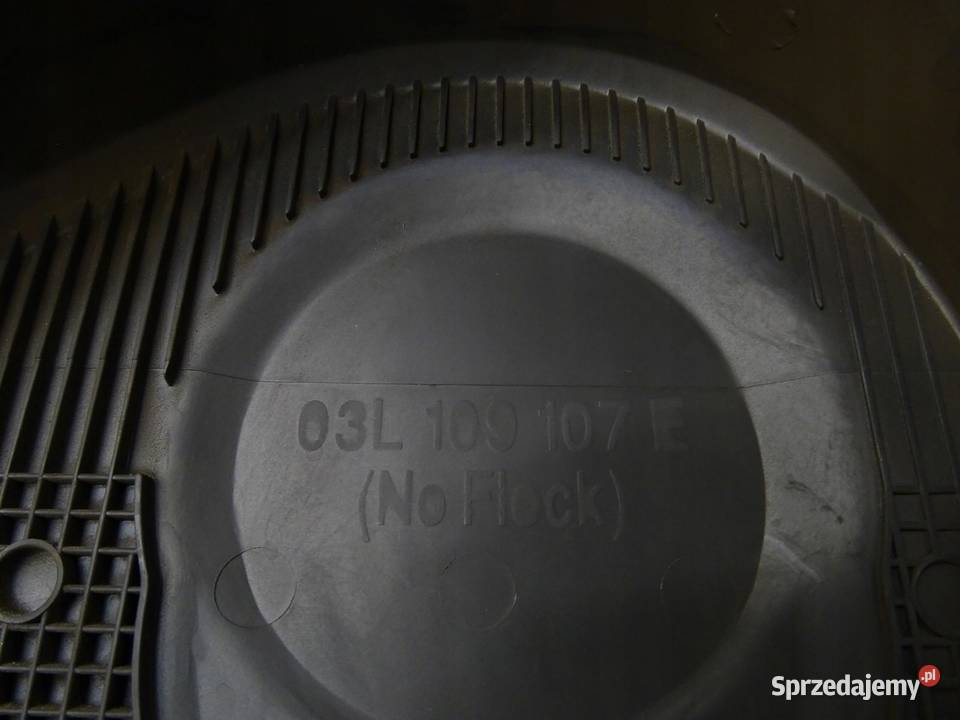 03L 109 107 E
(No Flock)
Sprzedajemy.pl